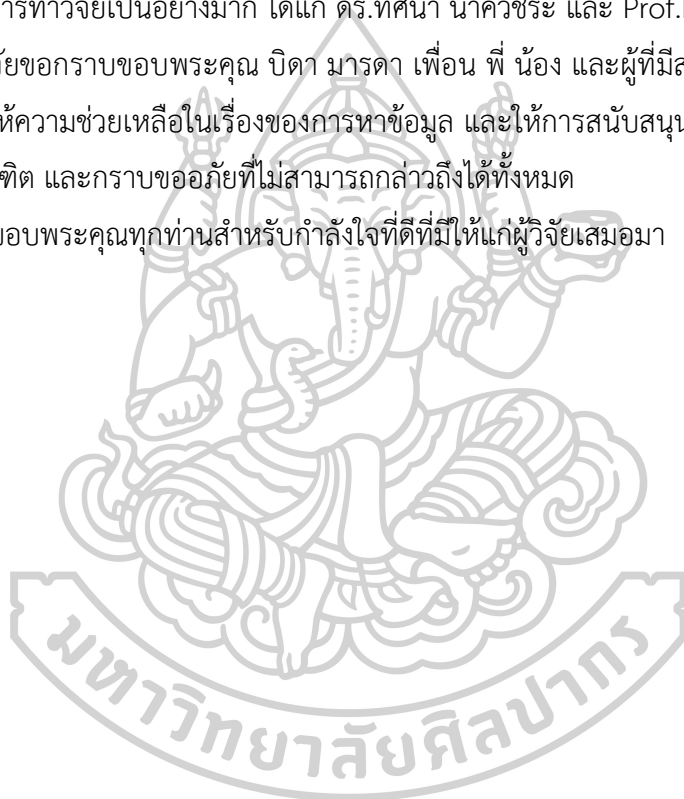 ารทำวิจัยเป็นอย่างมาก ได้แก่ ดร.ทัศนา นาควัชระ และ Prof.
ัยขอกราบขอบพระคุณ บิดา มารดา เพื่อน พี่ น้อง และผู้ที่มี
ห้ความช่วยเหลือในเรื่องของการหาข้อมูล และให้การสนับสนุน
ฑิต และกราบขออภัยที่ไม่สามารถกล่าวถึงได้ทั้งหมด
อบพระคุณทุกท่านสำหรับกำลังใจที่ดีที่มีให้แก่ผู้วิจัยเสมอมา
มหาวิทยาลัยศิลปากร